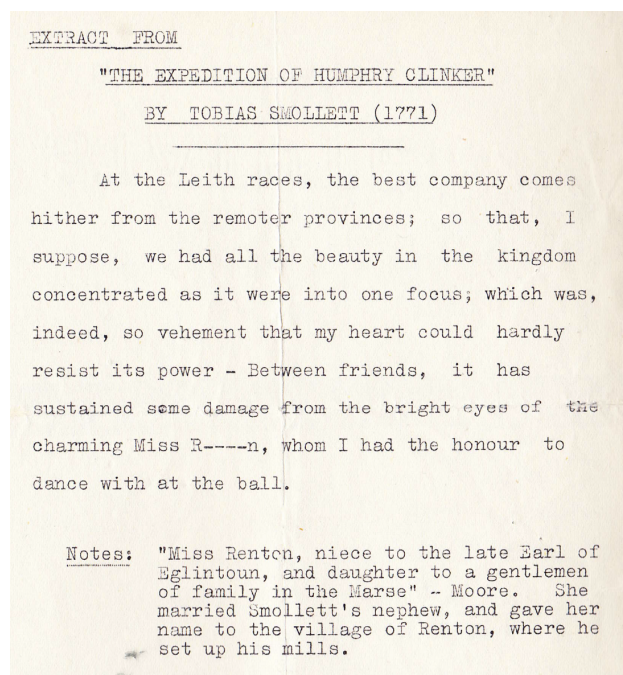 EXTRACT FROM
"THE EXPEDITION OF HUMPHRY CLINKER"
BY TOBIAS SMOLLETT (1771)
At the Leith races, the best company comes
hither from the remoter provinces; so that, I
suppose, we had all the beauty in the kingdom
concentrated as it were into one focus; which was,
indeed, so vehement that my heart could hardly
resist its power - Between friends, it has
sustained some damage from the bright eyes of the
charming Miss R----n, whom I had the honour to
dance with at the ball.
Notes: "Miss Renton, niece to the late Earl of
Eglintoun, and daughter to a gentlemen
of family in the Marse" - Moore. She
married Smollett's nephew, and gave her
name to the village of Renton, where he
set up his mills.